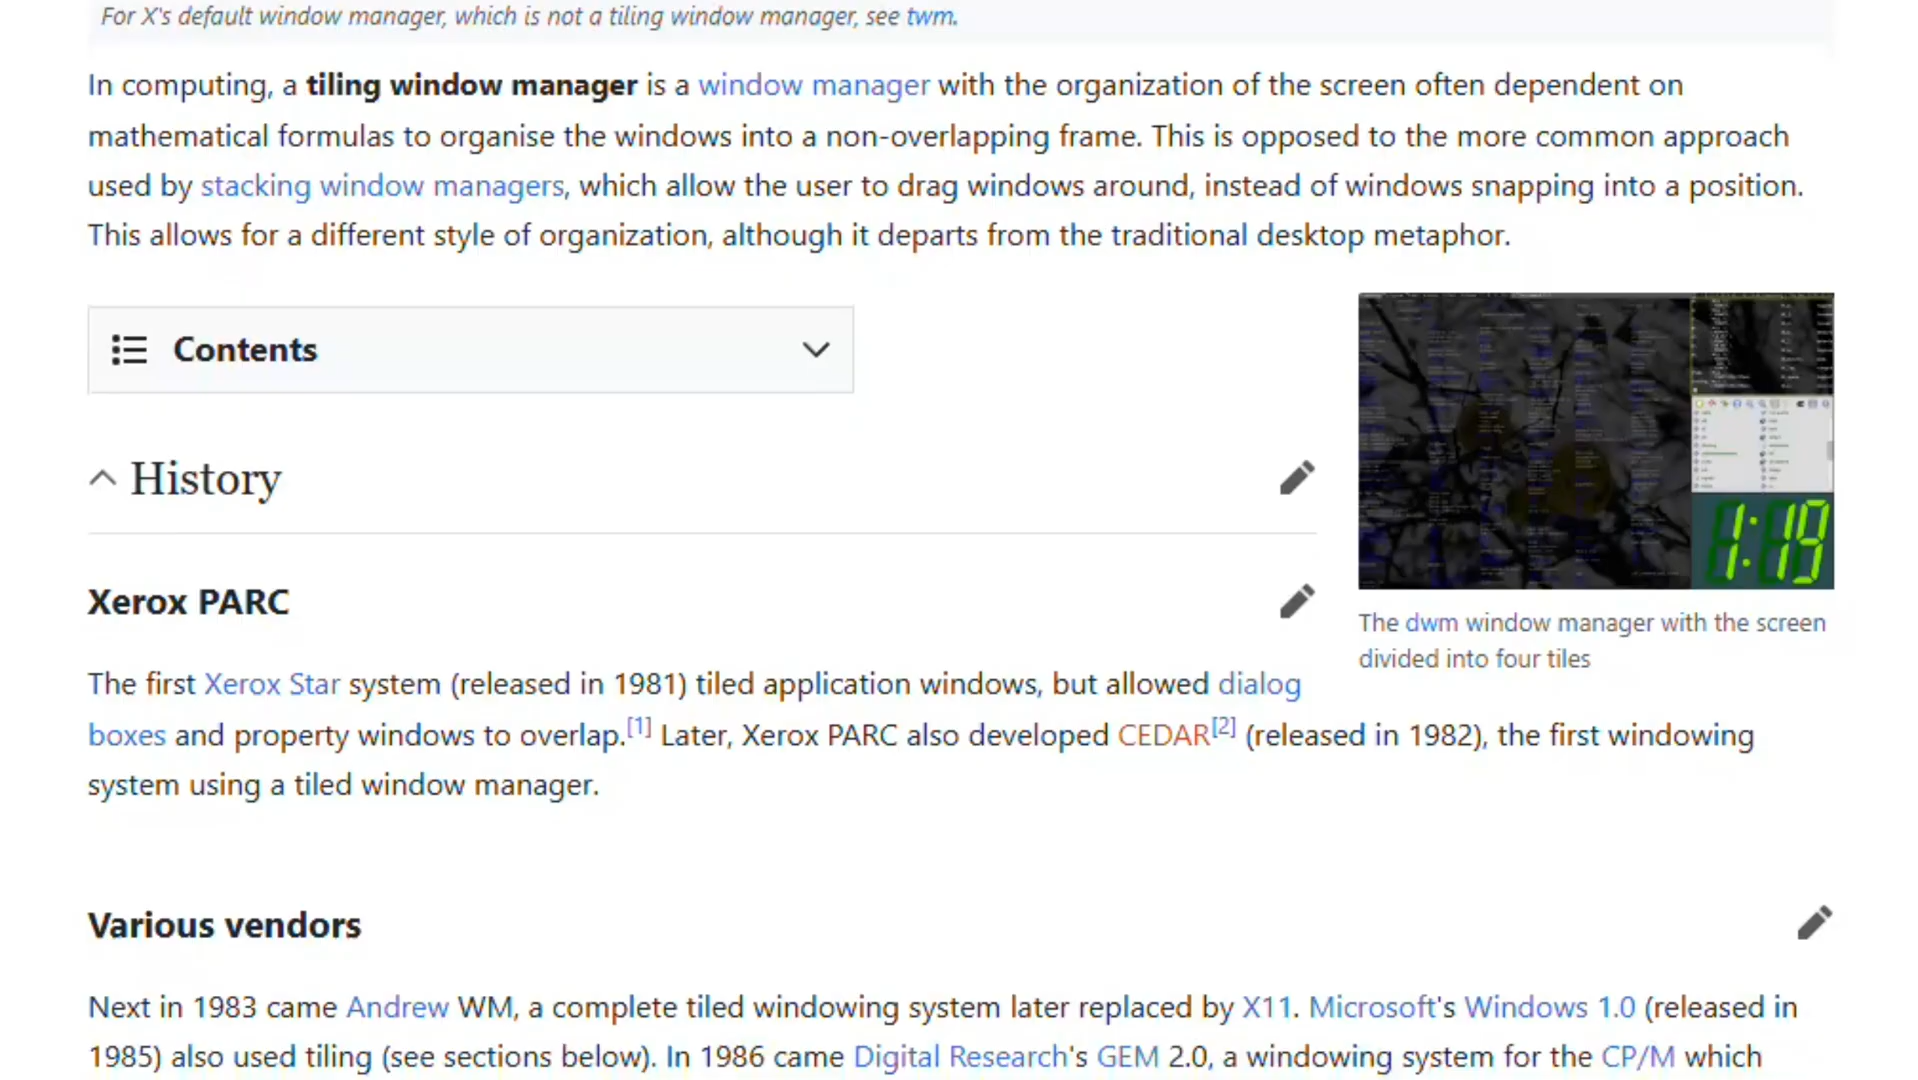 For X's default window manager, which is not a tiling window manager, see twm.
In computing, a tiling window manager is a window manager with the organization of the screen often dependent on
mathematical formulas to organise the windows into a non-overlapping frame. This is opposed to the more common approach
used by stacking window managers, which allow the user to drag windows around, instead of windows snapping into a position.
This allows for a different style of organization, although it departs from the traditional desktop metaphor.
Contents
1:19
History
The dwm window manager with the screen
divided into four tiles
Xerox PARC
The first Xerox Star system (released in 1981) tiled application windows, but allowed dialog
boxes and property windows to overlap.[1] Later, Xerox PARC also developed CEDAR[2] (released in 1982), the first windowing
system using a tiled window manager.
Various vendors
Next in 1983 came Andrew WM, a complete tiled windowing system later replaced by X11. Microsoft's Windows 1.0 (released in
1985) also used tiling (see sections below). In 1986 came Digital Research's GEM 2.0, a windowing system for the CP/M which